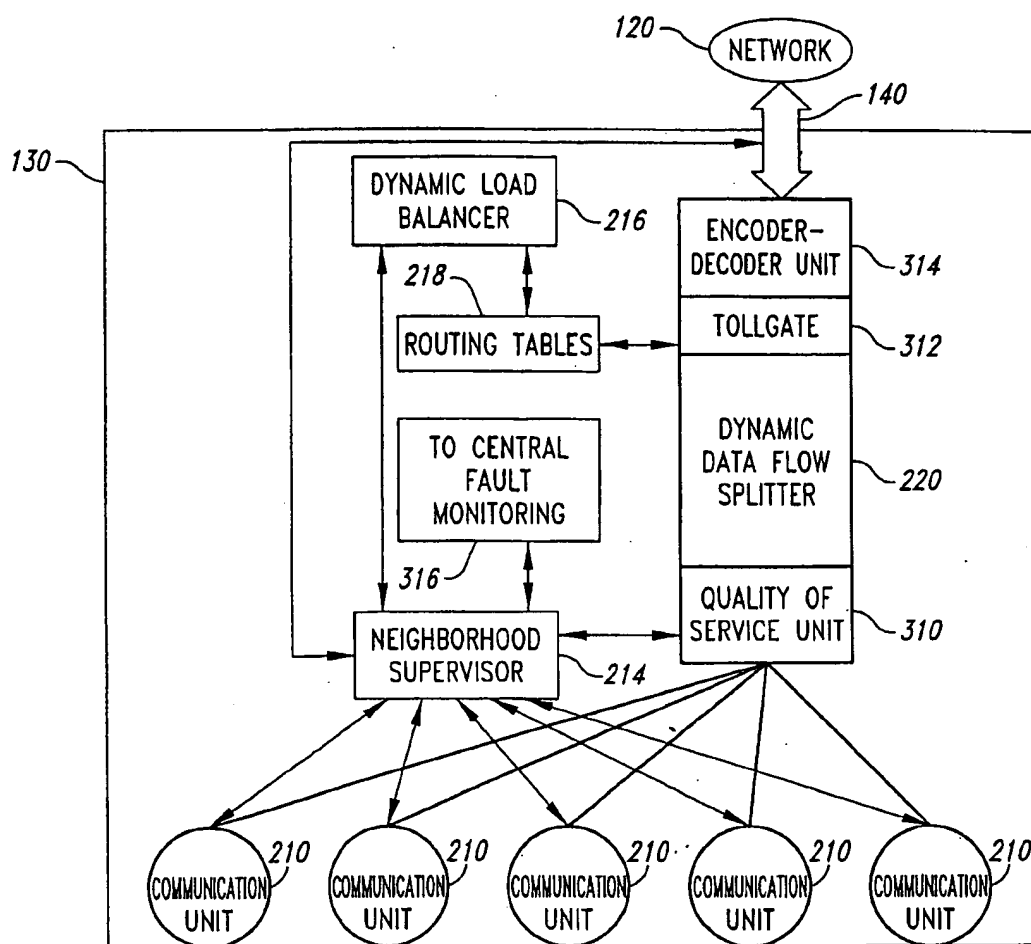 120
NETWORK
140
130
DYNAMIC LOAD
BALANCER
216
ENCODER-
DECODER UNIT
314
218
ROUTING TABLES
TOLLGATE
312
DYNAMIC
DATA FLOW
SPLITTER
220
TO CENTRAL
FAULT
MONITORING
316
QUALITY OF
SERVICE UNIT
310
NEIGHBORHOOD
SUPERVISOR
214
210
COMMUNICATION
UNIT
210
COMMUNICATION
UNIT
210
COMMUNICATION
UNIT
210
COMMUNICATION
UNIT
210
COMMUNICATION
UNIT